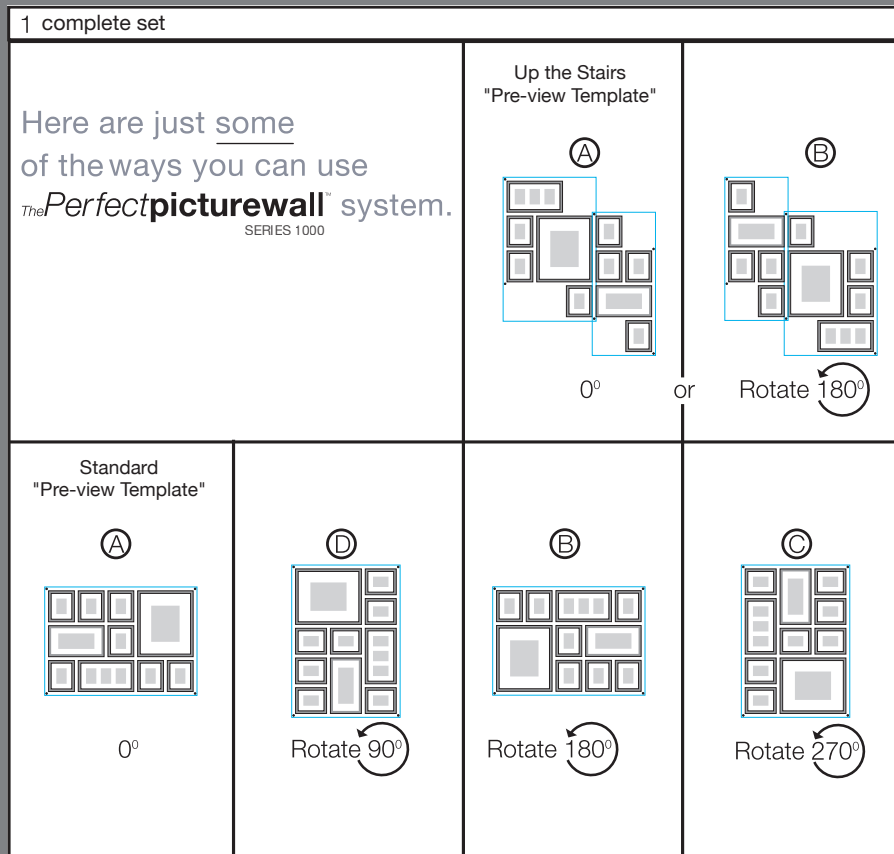 1 complete set
Here are just some
of the ways you can use
The Perfectpicturewall™ system.
SERIES 1000
Up the Stairs
"Pre-view Template"
A
B
0⁰ or Rotate 180⁰
Standard
"Pre-view Template"
A
D
B
C
0⁰
Rotate 90⁰
Rotate 180⁰
Rotate 270⁰